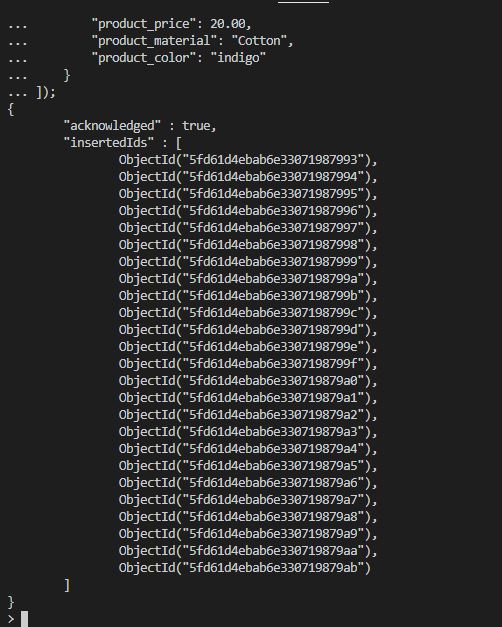 ...         "product_price": 20.00,
...         "product_material": "Cotton",
...         "product_color": "indigo"
...     }
... ]);
{
        "acknowledged" : true,
        "insertedIds" : [
                ObjectId("5fd61d4ebab6e33071987993"),
                ObjectId("5fd61d4ebab6e33071987994"),
                ObjectId("5fd61d4ebab6e33071987995"),
                ObjectId("5fd61d4ebab6e33071987996"),
                ObjectId("5fd61d4ebab6e33071987997"),
                ObjectId("5fd61d4ebab6e33071987998"),
                ObjectId("5fd61d4ebab6e33071987999"),
                ObjectId("5fd61d4ebab6e3307198799a"),
                ObjectId("5fd61d4ebab6e3307198799b"),
                ObjectId("5fd61d4ebab6e3307198799c"),
                ObjectId("5fd61d4ebab6e3307198799d"),
                ObjectId("5fd61d4ebab6e3307198799e"),
                ObjectId("5fd61d4ebab6e3307198799f"),
                ObjectId("5fd61d4ebab6e330719879a0"),
                ObjectId("5fd61d4ebab6e330719879a1"),
                ObjectId("5fd61d4ebab6e330719879a2"),
                ObjectId("5fd61d4ebab6e330719879a3"),
                ObjectId("5fd61d4ebab6e330719879a4"),
                ObjectId("5fd61d4ebab6e330719879a5"),
                ObjectId("5fd61d4ebab6e330719879a6"),
                ObjectId("5fd61d4ebab6e330719879a7"),
                ObjectId("5fd61d4ebab6e330719879a8"),
                ObjectId("5fd61d4ebab6e330719879a9"),
                ObjectId("5fd61d4ebab6e330719879aa"),
                ObjectId("5fd61d4ebab6e330719879ab")
        ]
}
>